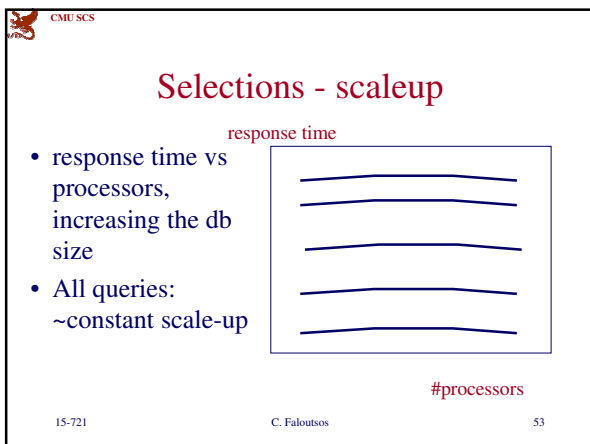 CMU SCS
Selections - scaleup
response time
• response time vs
processors,
increasing the db
size
• All queries:
~constant scale-up
#processors
15-721
C. Faloutsos
53